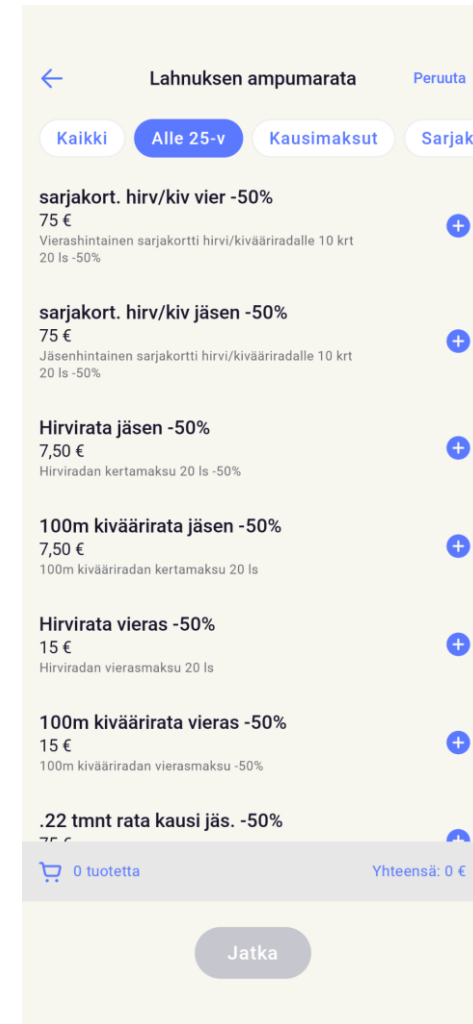 Lahnuksen ampumarata
Peruuta
Kaikki
Alle 25-v
Kausimaksut
Sarjak
sarjakort. hirv/kiv vier -50%
75 €
Vierashintainen sarjakortti hirvi/kivääriradalle 10 krt
20 ls -50%
sarjakort. hirv/kiv jäsen -50%
75 €
Jäsenhintainen sarjakortti hirvi/kivääriradalle 10 krt
20 ls -50%
Hirvirata jäsen -50%
7,50 €
Hirviradan kertamaksu 20 ls -50%
100m kiväärirata jäsen -50%
7,50 €
100m kivääriradan kertamaksu 20 ls
Hirvirata vieras -50%
15 €
Hirviradan vierasmaksu 20 ls
100m kiväärirata vieras -50%
15 €
100m kivääriradan vierasmaksu -50%
.22 tmnt rata kausi jäs. -50%
75 €
0 tuotetta
Yhteensä: 0 €
Jatka